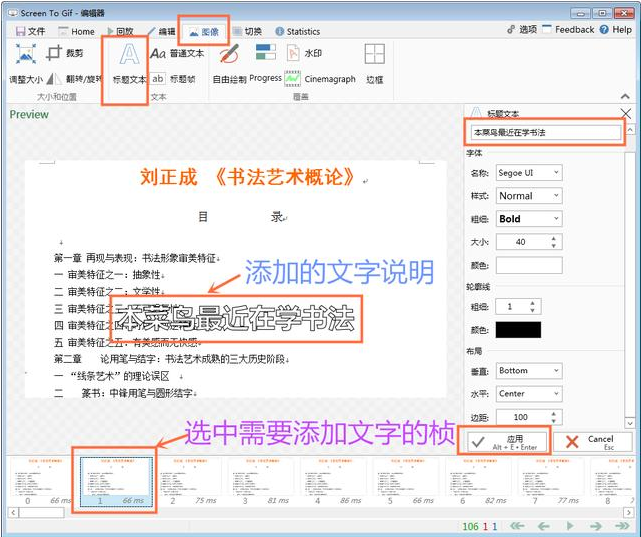 Screen To Gif - 编辑器
文件 Home 回放 编辑 图像 切换 Statistics 选项 Feedback Help
调整大小 裁剪 翻转/旋转 标题文本 Aa 普通文本 ab 标题帧 自由绘制 Progress 水印 Cinemagraph 边框
大小和位置 文本 覆盖
Preview
刘正成 《书法艺术概论》
目 录
第一章 再现与表现：书法形象审美特征
一 审美特征之一：抽象性
二 审美特征之二：文学性
三 审美特征之三：
四 审美特征之四：
五 审美特征之五：有美感而无快感
第二章 论用笔与结字：书法艺术成熟的三大历史阶段
一 “线条艺术”的理论误区
二 篆书：中锋用笔与圆形结字
添加的文字说明
本菜鸟最近在学书法
选中需要添加文字的桢
标题文本
本菜鸟最近在学书法
字体
名称: Segoe UI
样式: Normal
粗细: Bold
大小: 40
颜色:
轮廓线
粗细: 1
颜色:
布局
垂直: Bottom
水平: Center
边距: 100
应用
Alt + E • Enter
Cancel
Esc
0 66 ms 1 66 ms 2 75 ms 3 81 ms 4 86 ms 5 66 ms 6 82 ms 7 77 ms 8
106 1 1